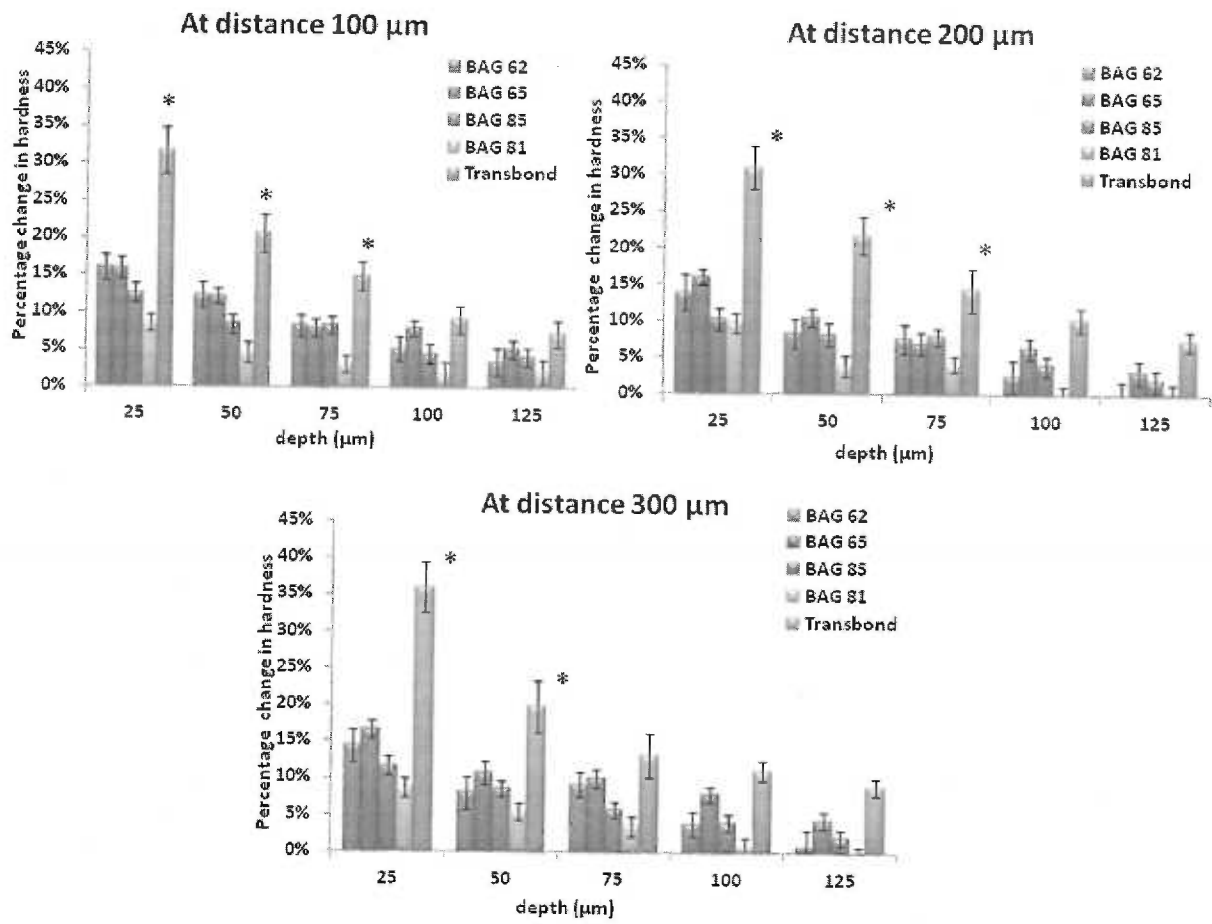 At distance 100 µm
45%
40%
35%
30%
25%
20%
15%
10%
5%
0%
Percentage change in hardness
*
*
*
BAG 62
BAG 65
BAG 85
BAG 81
Transbond
25 50 75 100 125
depth (µm)
At distance 200 µm
45%
40%
35%
30%
25%
20%
15%
10%
5%
0%
Percentage change in hardness
*
*
*
BAG 62
BAG 65
BAG 85
BAG 81
Transbond
25 50 75 100 125
depth (µm)
At distance 300 µm
45%
40%
35%
30%
25%
20%
15%
10%
5%
0%
Percentage change in hardness
*
*
BAG 62
BAG 65
BAG 85
BAG 81
Transbond
25 50 75 100 125
depth (µm)